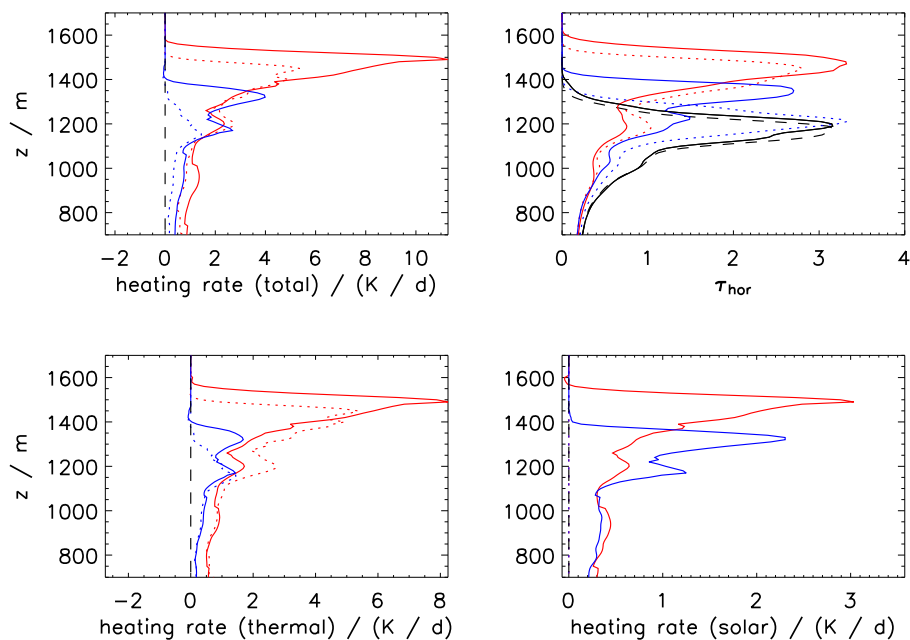 1600
1400
1200
1000
800
z / m
−2 0 2 4 6 8 10
heating rate (total) / (K / d)
1600
1400
1200
1000
800
0 1 2 3 4
τhor
1600
1400
1200
1000
800
z / m
−2 0 2 4 6 8
heating rate (thermal) / (K / d)
1600
1400
1200
1000
800
0 1 2 3
heating rate (solar) / (K / d)